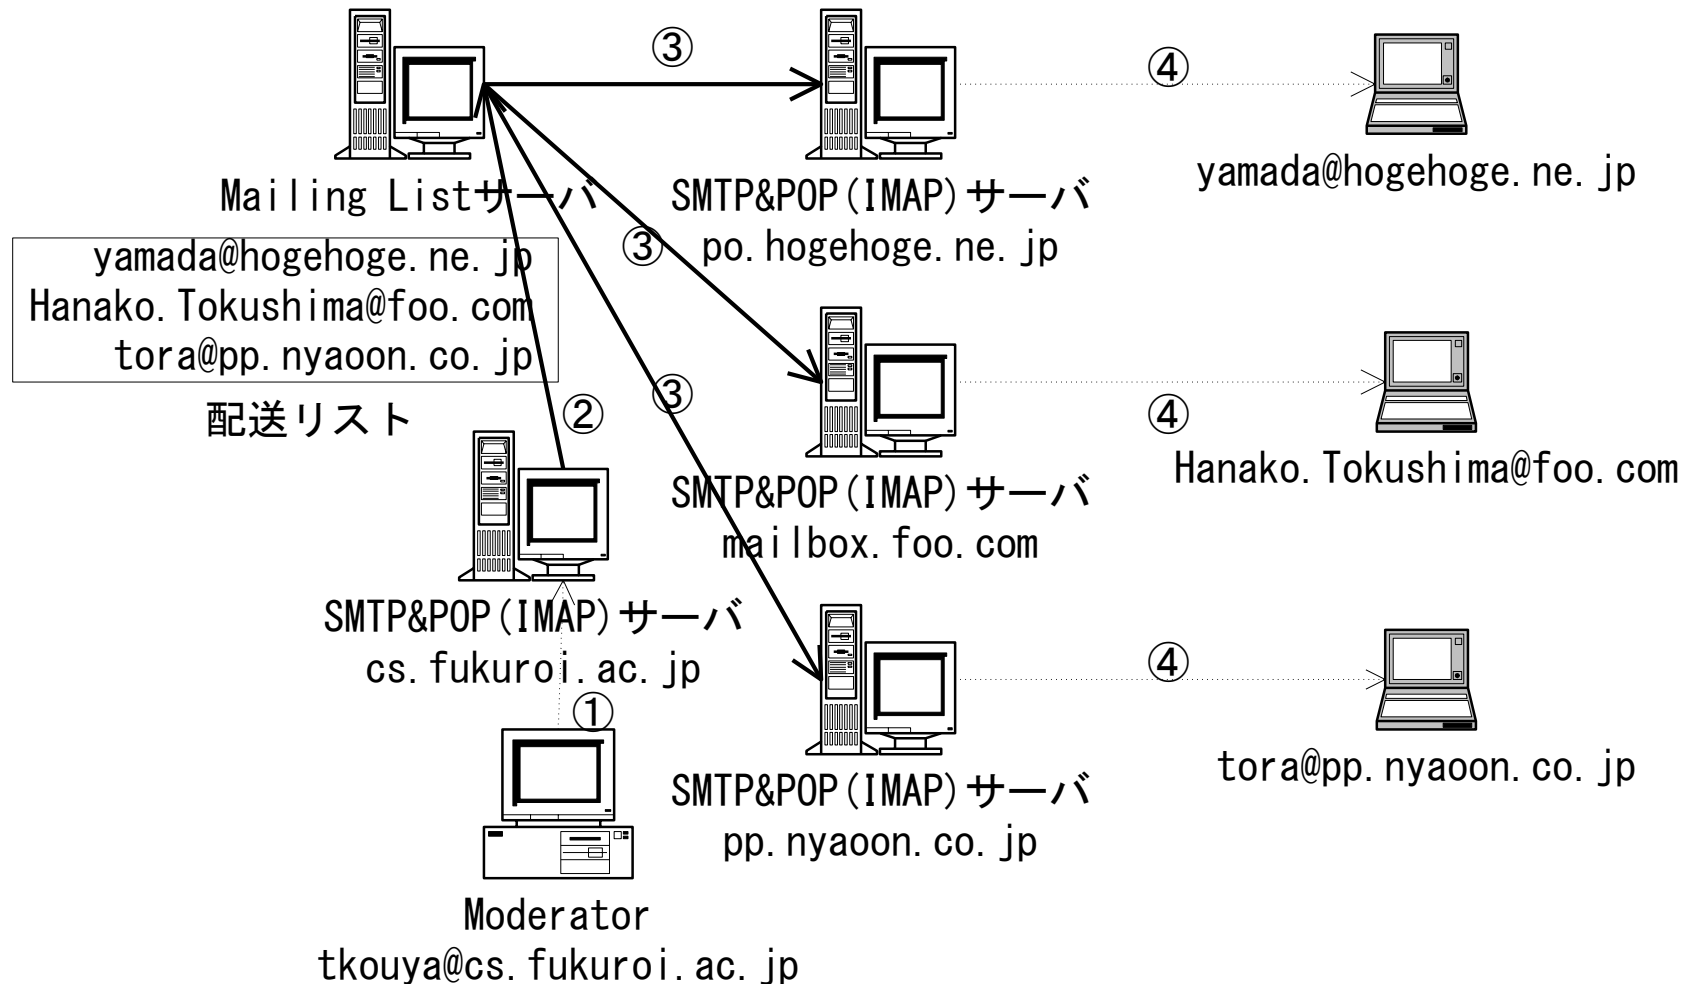 ③
④
yamada@hogehoge.ne.jp
Mailing Listサーバ
SMTP&POP(IMAP)サーバ
po.hogehoge.ne.jp
③
yamada@hogehoge.ne.jp
Hanako.Tokushima@foo.com
tora@pp.nyaoon.co.jp
配送リスト
②
③
④
Hanako.Tokushima@foo.com
SMTP&POP(IMAP)サーバ
mailbox.foo.com
SMTP&POP(IMAP)サーバ
cs.fukuroi.ac.jp
①
④
tora@pp.nyaoon.co.jp
SMTP&POP(IMAP)サーバ
pp.nyaoon.co.jp
Moderator
tkouya@cs.fukuroi.ac.jp